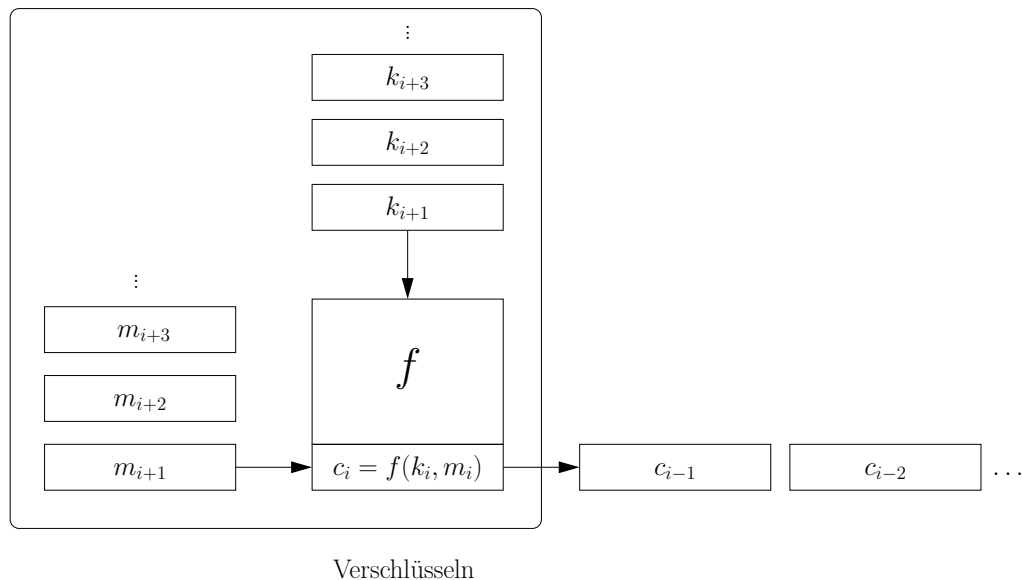 ⋮
k_{i+3}
k_{i+2}
k_{i+1}
⋮
m_{i+3}
f
m_{i+2}
m_{i+1} c_i = f(k_i, m_i) c_{i−1} c_{i−2} …
Verschlüsseln